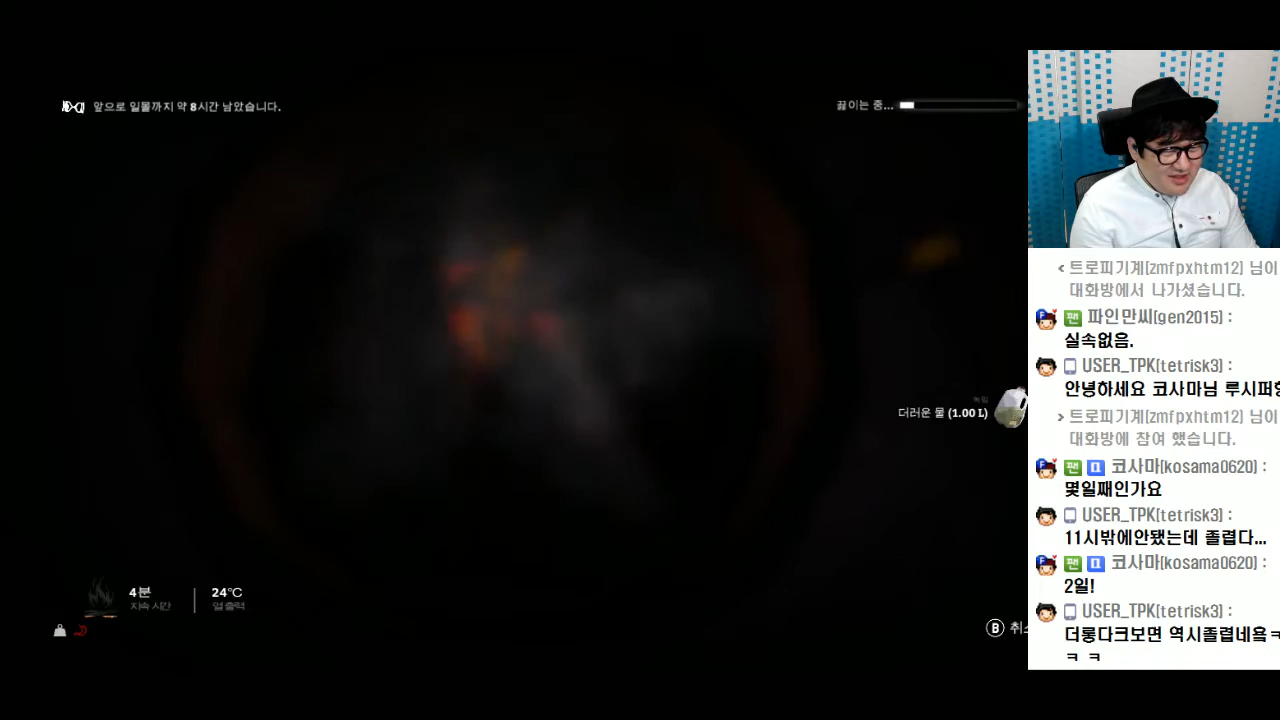 앞으로 일몰까지 약 8시간 남았습니다.
끓이는 중...
녹임
더러운 물 (1.00 L)
4분
지속 시간
24°C
열 출력
B 취소
트로피기계[zmfpxhtm12] 님이
대화방에서 나가셨습니다.
팬 파인만씨[gen2015] :
실속없음.
USER_TPK[tetrisk3] :
안녕하세요 코사마님 루시퍼형
트로피기계[zmfpxhtm12] 님이
대화방에 참여 했습니다.
팬 코사마[kosama0620] :
몇일째인가요
USER_TPK[tetrisk3] :
11시밖에안됐는데 졸렵다...
팬 코사마[kosama0620] :
2일!
USER_TPK[tetrisk3] :
더롱다크보면 역시졸렵네욬ㅋ
ㅋ ㅋ